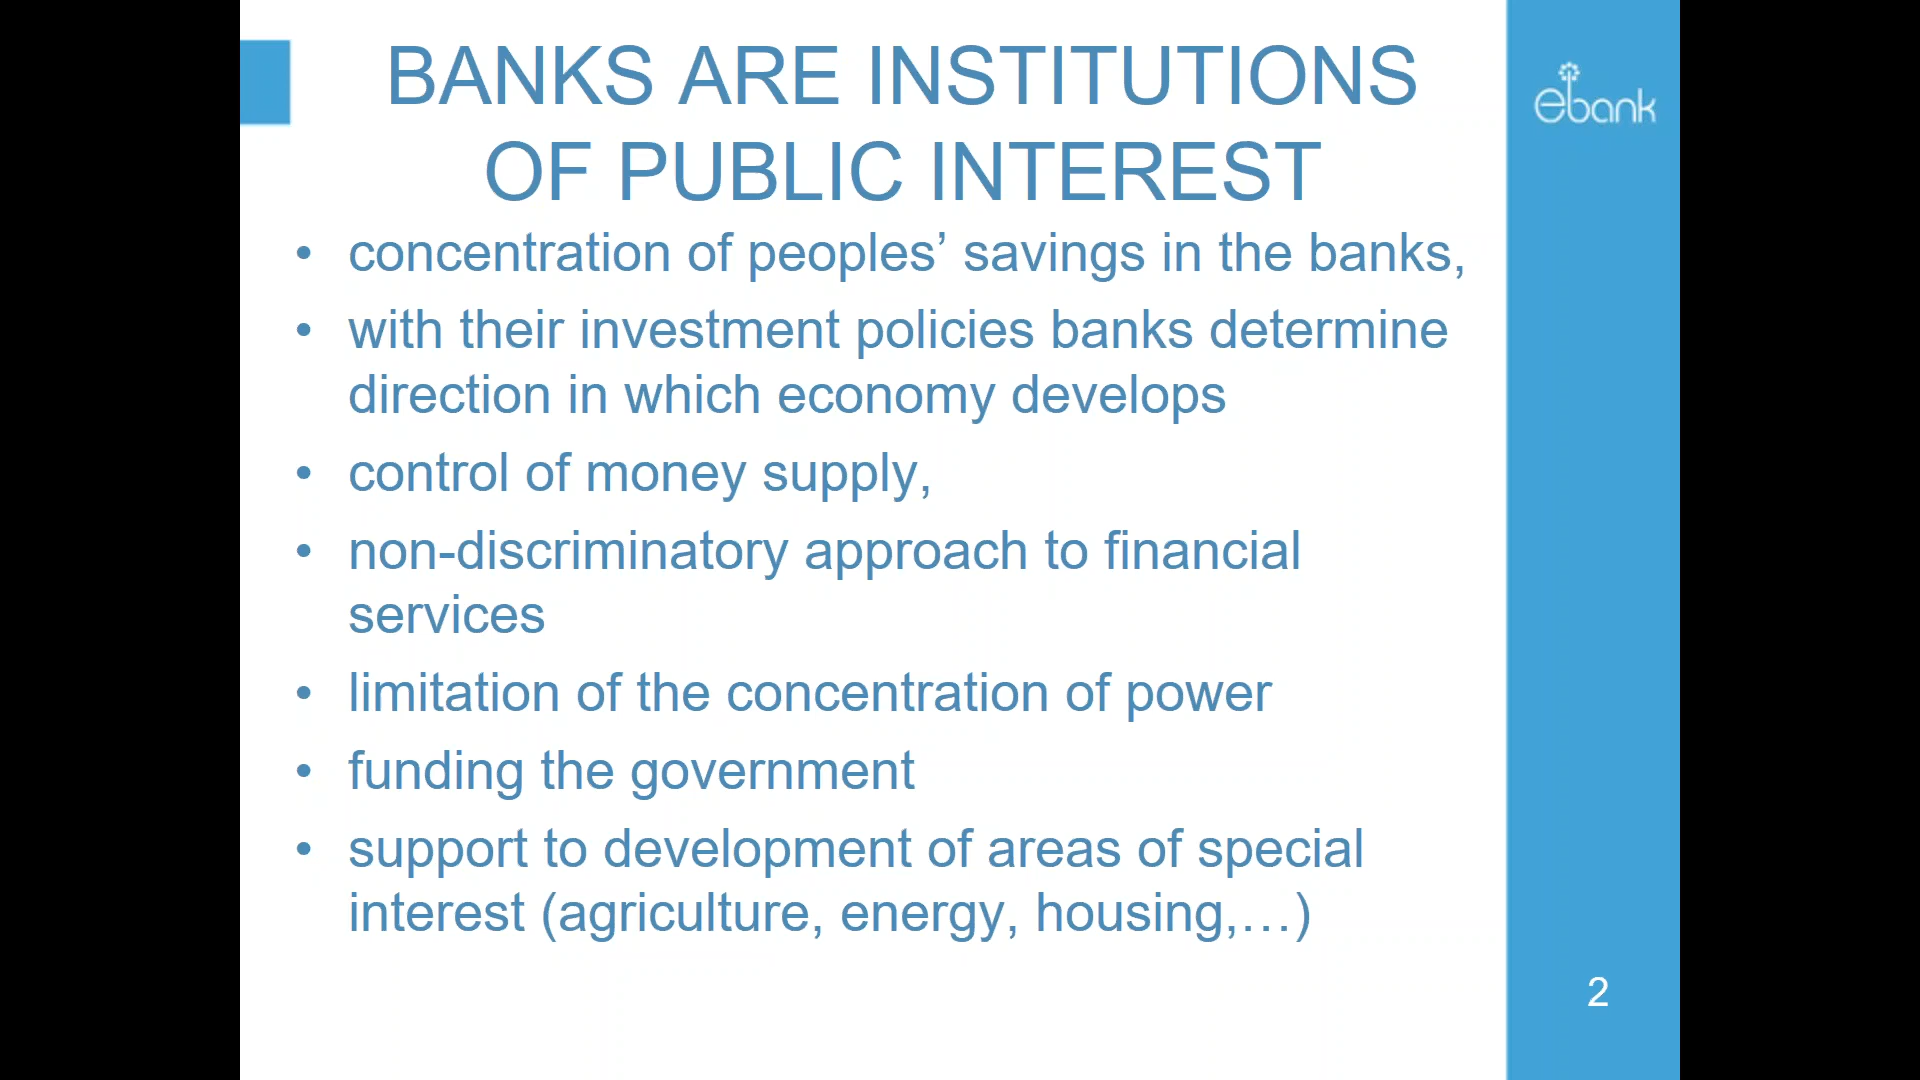 BANKS ARE INSTITUTIONS
OF PUBLIC INTEREST
ebank
• concentration of peoples’ savings in the banks,
• with their investment policies banks determine
direction in which economy develops
• control of money supply,
• non-discriminatory approach to financial
services
• limitation of the concentration of power
• funding the government
• support to development of areas of special
interest (agriculture, energy, housing,…)
2